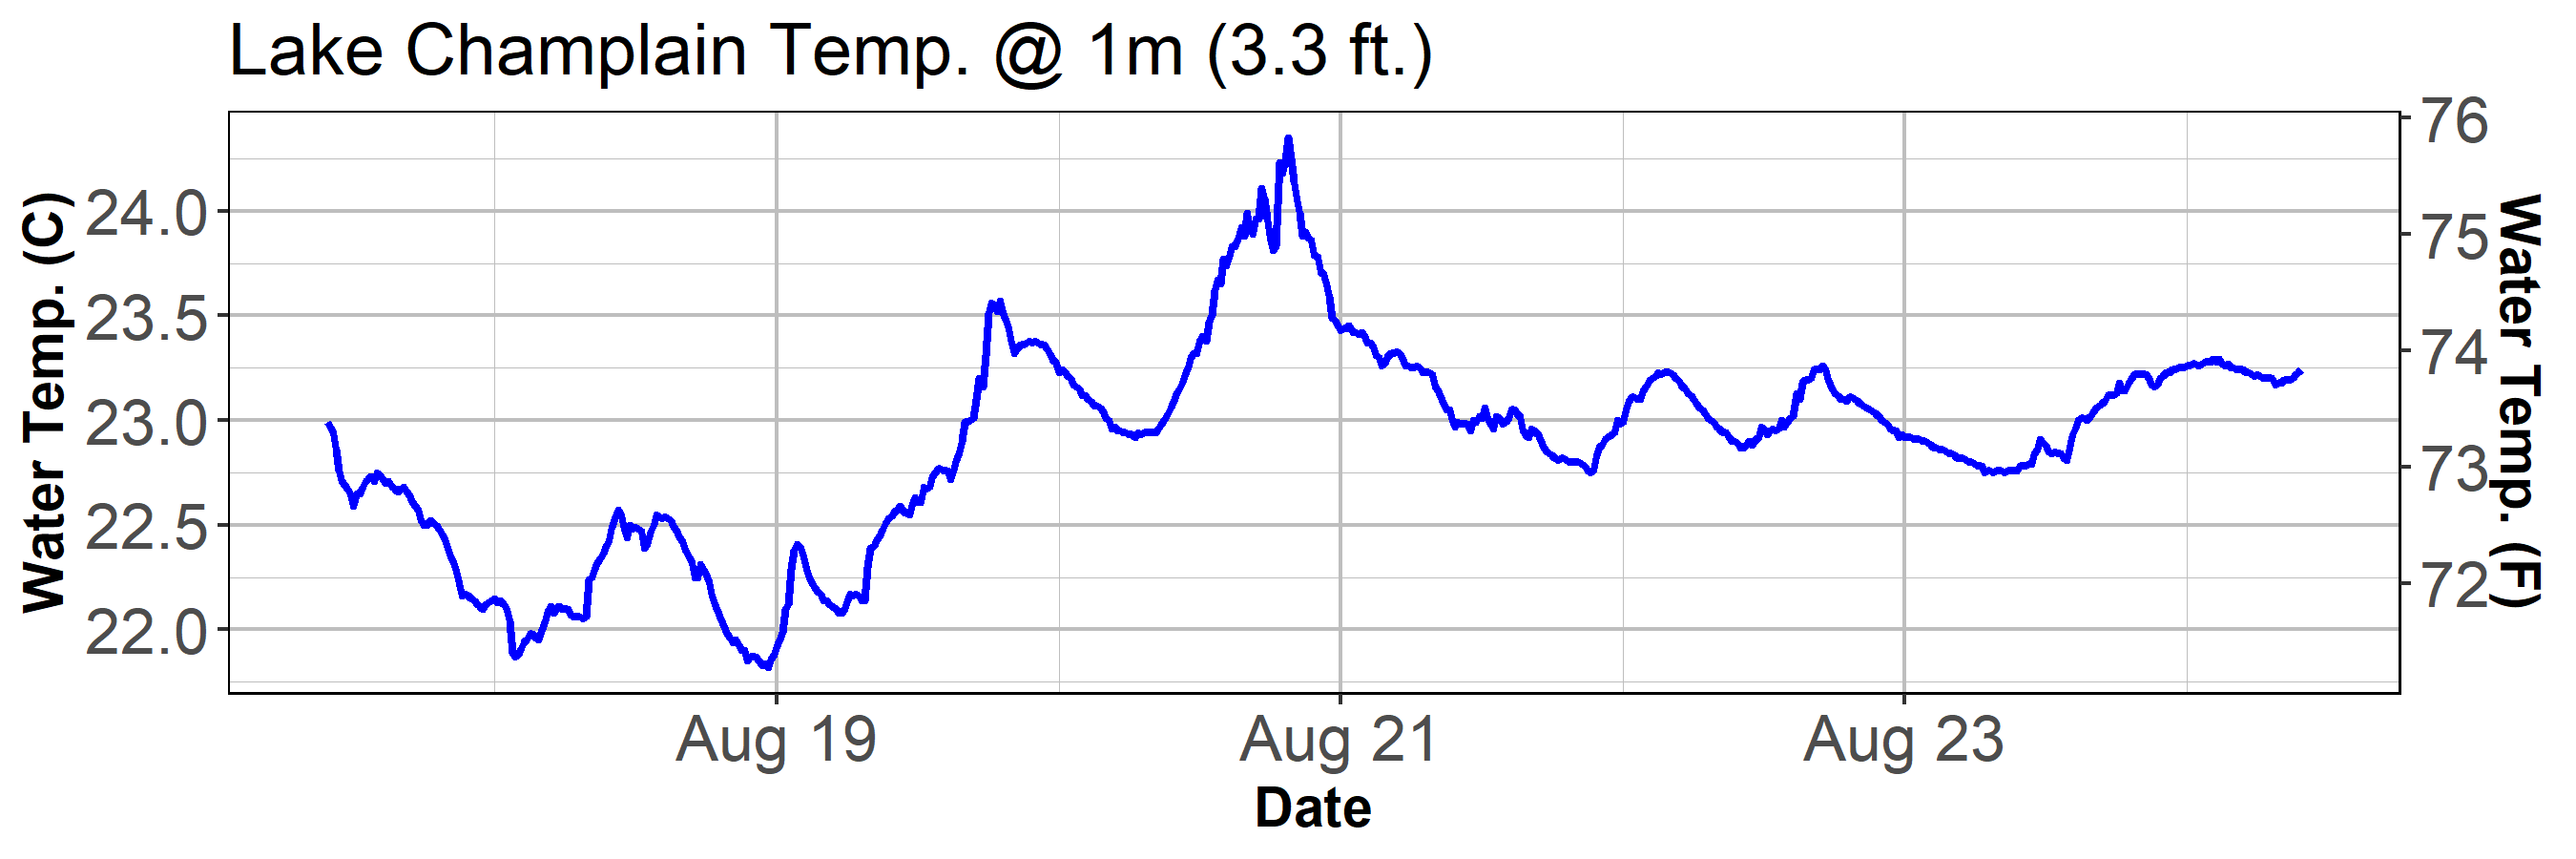 Lake Champlain Temp. @ 1m (3.3 ft.)
Water Temp. (C)
24.0
23.5
23.0
22.5
22.0
76
75
74
73
72
Water Temp. (F)
Aug 19
Aug 21
Aug 23
Date